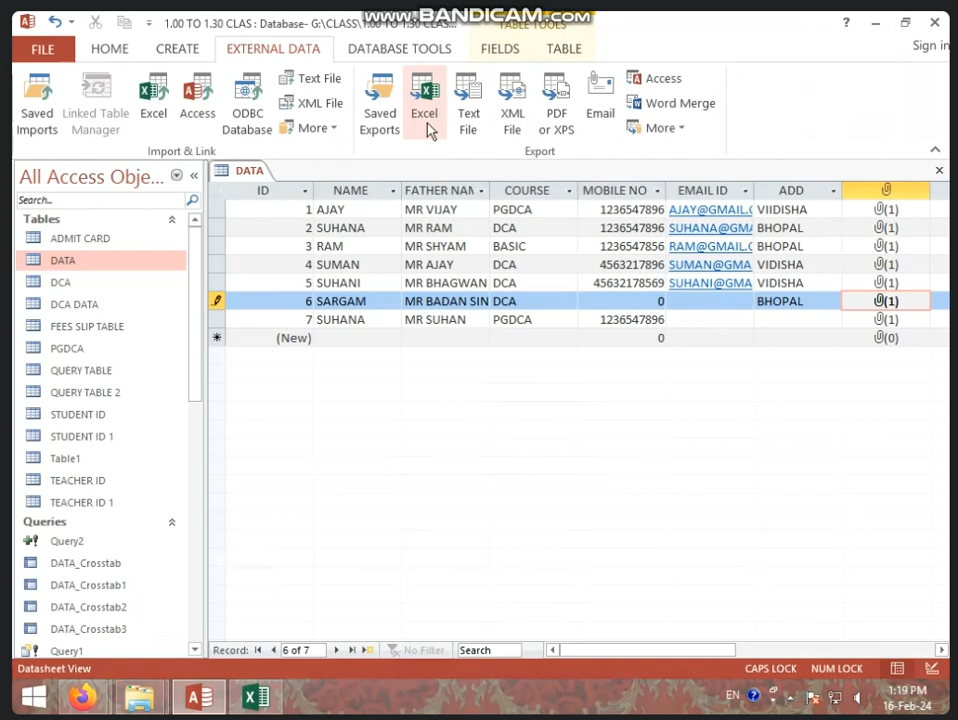 1.00 TO 1.30 CLAS : Database- G:\CLASS\1.00 TO 1.30 CLAS....
www.BANDICAM.com
TABLE TOOLS
?
FILE
HOME
CREATE
EXTERNAL DATA
DATABASE TOOLS
FIELDS
TABLE
Sign in
Saved Imports
Linked Table Manager
Excel
Access
ODBC Database
Text File
XML File
More
Import & Link
Saved Exports
Excel
Text File
XML File
PDF or XPS
Email
Access
Word Merge
More
Export
All Access Obje... «
Search...
Tables
ADMIT CARD
DATA
DCA
DCA DATA
FEES SLIP TABLE
PGDCA
QUERY TABLE
QUERY TABLE 2
STUDENT ID
STUDENT ID 1
Table1
TEACHER ID
TEACHER ID 1
Queries
Query2
DATA_Crosstab
DATA_Crosstab1
DATA_Crosstab2
DATA_Crosstab3
Query1
DATA
ID NAME FATHER NAM COURSE MOBILE NO EMAIL ID ADD
1 AJAY MR VIJAY PGDCA 1236547896 AJAY@GMAIL.C VIIDISHA (1)
2 SUHANA MR RAM DCA 1236547896 SUHANA@GMA BHOPAL (1)
3 RAM MR SHYAM BASIC 1236547856 RAM@GMAIL.C BHOPAL (1)
4 SUMAN MR AJAY DCA 4563217896 SUMAN@GMA VIDISHA (1)
5 SUHANI MR BHAGWAN DCA 45632178569 SUHANI@GMA VIDISHA (1)
6 SARGAM MR BADAN SIN DCA 0 BHOPAL (1)
7 SUHANA MR SUHAN PGDCA 1236547896 (1)
(New) 0 (0)
Record: 6 of 7 No Filter Search
Datasheet View
CAPS LOCK NUM LOCK
EN
1:19 PM
16-Feb-24